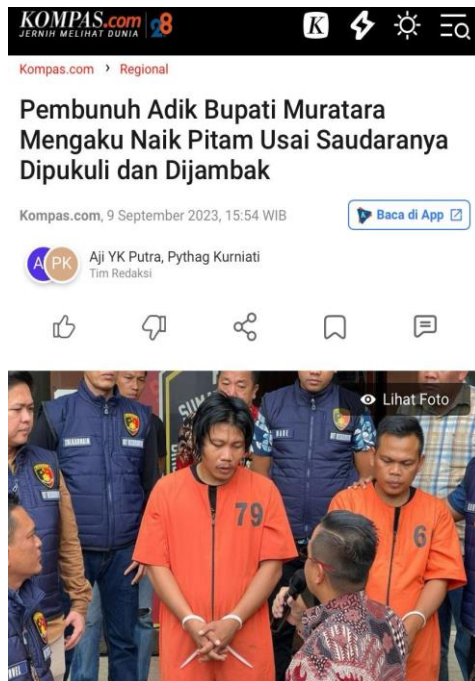 KOMPAS.com 28
JERNIH MELIHAT DUNIA
K
Kompas.com › Regional
Pembunuh Adik Bupati Muratara
Mengaku Naik Pitam Usai Saudaranya
Dipukuli dan Dijambak
Kompas.com, 9 September 2023, 15:54 WIB
Baca di App
A PK
Aji YK Putra, Pythag Kurniati
Tim Redaksi
Lihat Foto
79
6